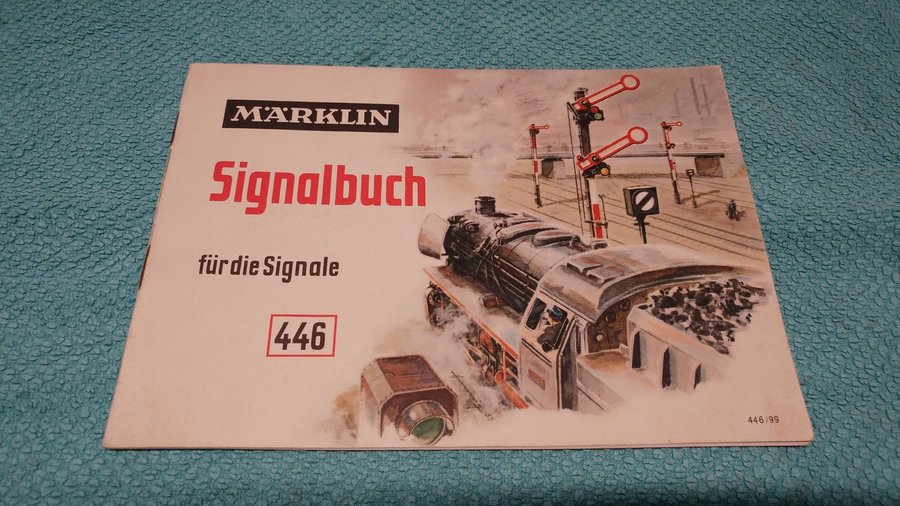 MÄRKLIN
Signalbuch
für die Signale
446
446/99